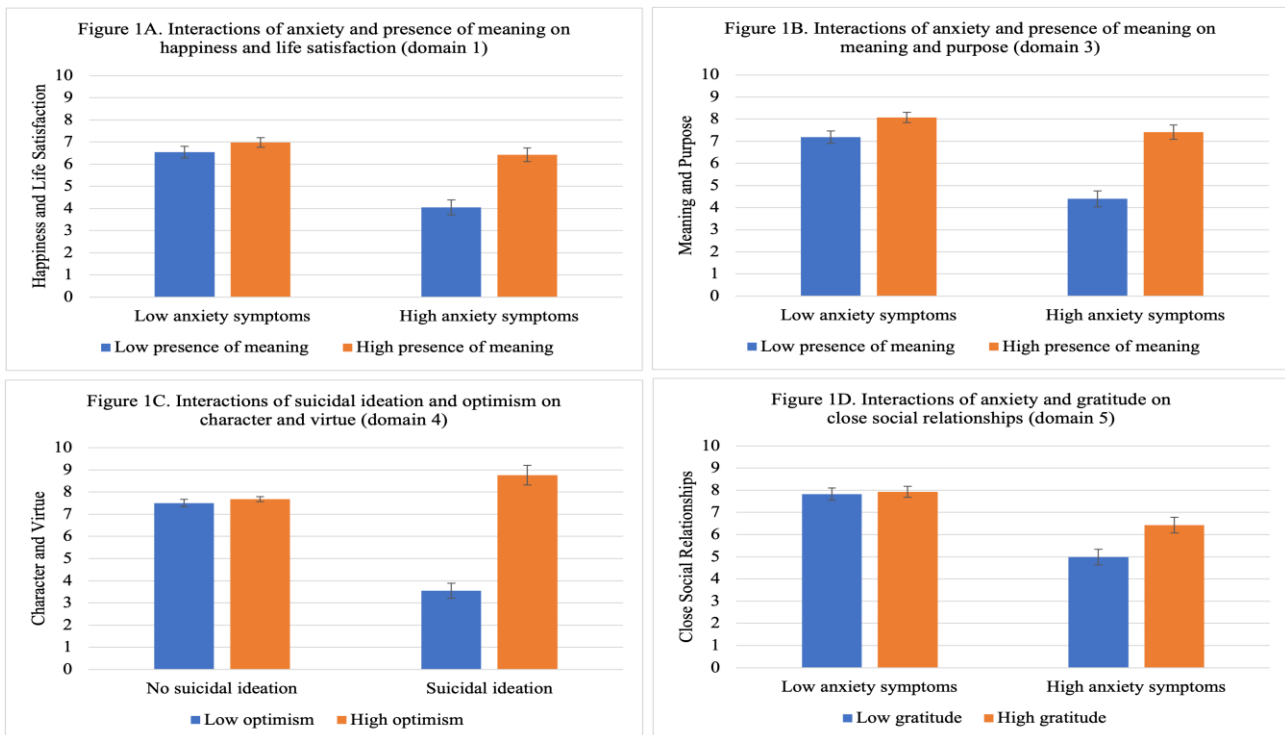 Figure 1A. Interactions of anxiety and presence of meaning on
happiness and life satisfaction (domain 1)
10
9
8
7
6
5
4
3
2
1
0
Happiness and Life Satisfaction
Low anxiety symptoms High anxiety symptoms
Low presence of meaning High presence of meaning
Figure 1B. Interactions of anxiety and presence of meaning on
meaning and purpose (domain 3)
10
9
8
7
6
5
4
3
2
1
0
Meaning and Purpose
Low anxiety symptoms High anxiety symptoms
Low presence of meaning High presence of meaning
Figure 1C. Interactions of suicidal ideation and optimism on
character and virtue (domain 4)
10
9
8
7
6
5
4
3
2
1
0
Character and Virtue
No suicidal ideation Suicidal ideation
Low optimism High optimism
Figure 1D. Interactions of anxiety and gratitude on
close social relationships (domain 5)
10
9
8
7
6
5
4
3
2
1
0
Close Social Relationships
Low anxiety symptoms High anxiety symptoms
Low gratitude High gratitude